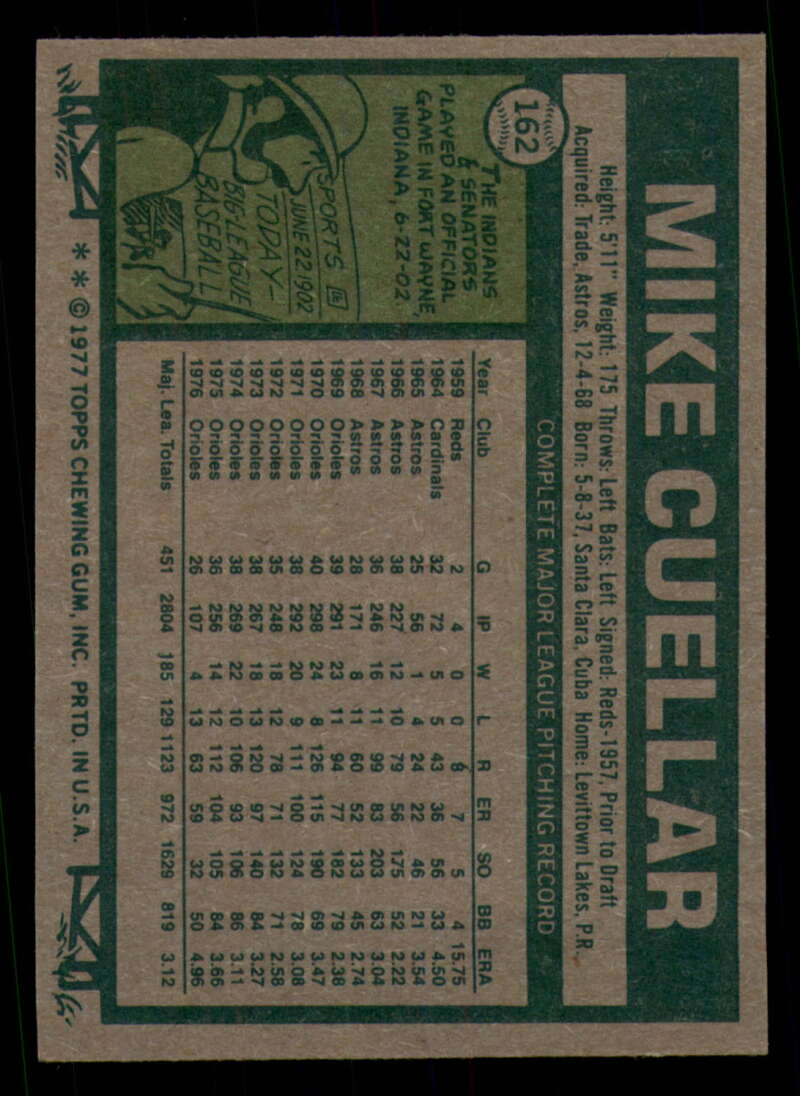 MIKE CUELLAR
Height: 5'11" Weight: 175 Throws: Left Bats: Left Signed: Reds-1957, Prior to Draft
Acquired: Trade, Astros, 12-4-68 Born: 5-8-37, Santa Clara, Cuba Home: Levittown Lakes, P.R.
162
THE INDIANS
& SENATORS
PLAYED AN OFFICIAL
GAME IN FORT WAYNE,
INDIANA, 6-22-02.
SPORTS
JUNE 22, 1902
TODAY-
BIG-LEAGUE
BASEBALL
COMPLETE MAJOR LEAGUE PITCHING RECORD
Year Club G IP W L R ER SO BB ERA
1959 Reds 2 4 0 0 8 7 5 4 15.75
1964 Cardinals 32 72 5 5 43 36 56 33 4.50
1965 Astros 25 56 1 4 24 22 46 21 3.54
1966 Astros 38 227 12 10 79 56 175 52 2.22
1967 Astros 36 246 16 11 99 83 203 63 3.04
1968 Astros 28 171 8 11 60 52 133 45 2.74
1969 Orioles 39 291 23 11 94 77 182 79 2.38
1970 Orioles 40 298 24 8 126 115 190 69 3.47
1971 Orioles 38 292 20 9 111 100 124 78 3.08
1972 Orioles 35 248 18 12 78 71 132 71 2.58
1973 Orioles 38 267 18 13 120 97 140 84 3.27
1974 Orioles 38 269 22 10 106 93 106 86 3.11
1975 Orioles 36 256 14 12 112 104 105 84 3.66
1976 Orioles 26 107 4 13 63 59 32 50 4.96
Maj. Lea. Totals 451 2804 185 129 1123 972 1629 819 3.12
* * © 1977 TOPPS CHEWING GUM, INC. PRTD. IN U.S.A.